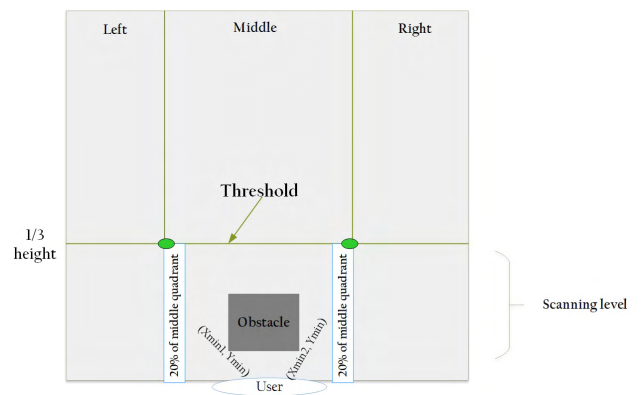 Left
Middle
Right
Threshold
1/3
height
20% of middle quadrant
20% of middle quadrant
Obstacle
(Xmin1, Ymin)
(Xmin2, Ymin)
Scanning level
User